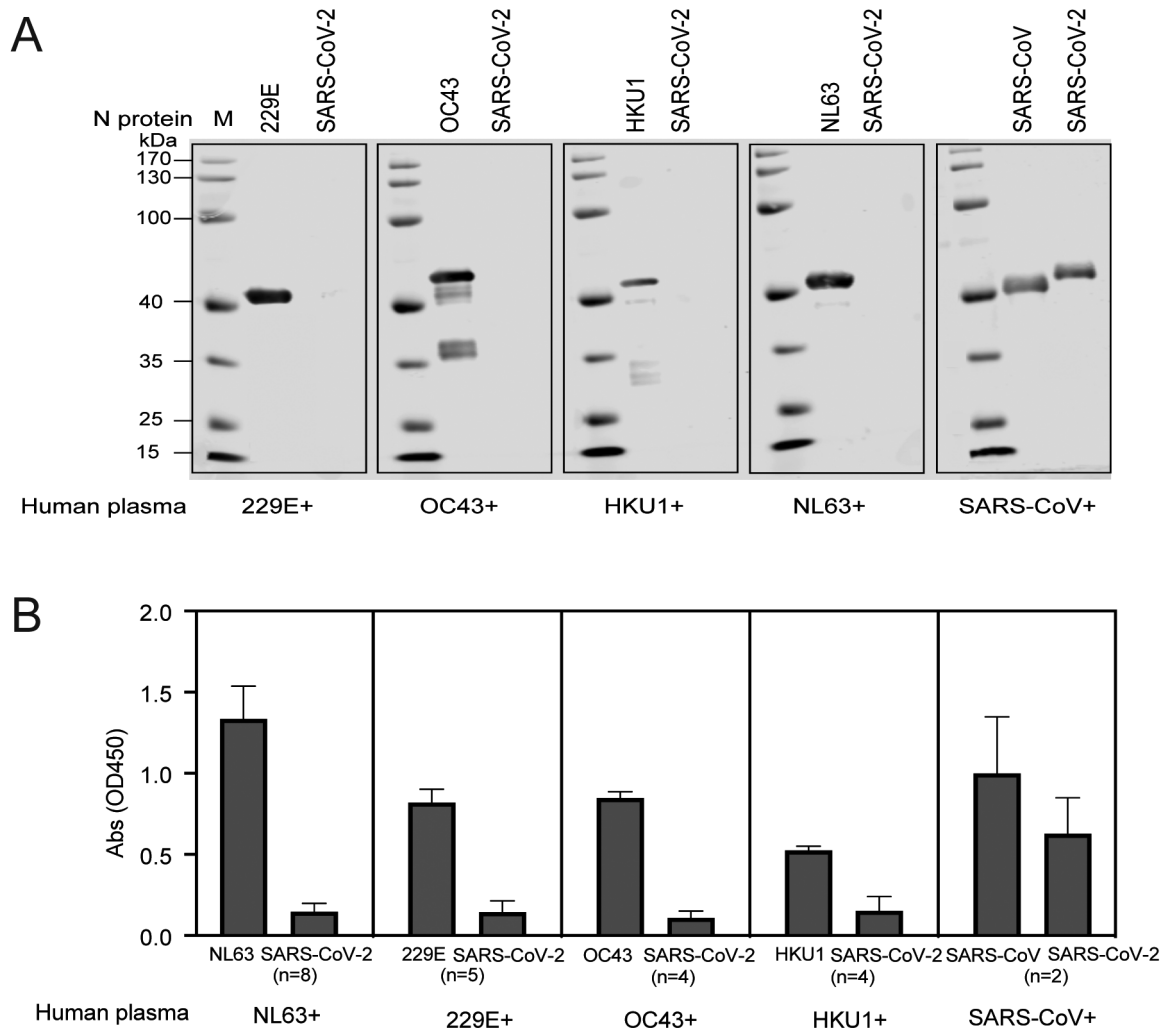 A
N protein M 229E SARS-CoV-2 OC43 SARS-CoV-2 HKU1 SARS-CoV-2 NL63 SARS-CoV-2 SARS-CoV SARS-CoV-2
kDa
170
130
100
40
35
25
15
Human plasma 229E+ OC43+ HKU1+ NL63+ SARS-CoV+
B
Abs (OD450)
2.0
1.5
1.0
0.5
0.0
NL63 SARS-CoV-2 229E SARS-CoV-2 OC43 SARS-CoV-2 HKU1 SARS-CoV-2 SARS-CoV SARS-CoV-2
(n=8) (n=5) (n=4) (n=4) (n=2)
Human plasma NL63+ 229E+ OC43+ HKU1+ SARS-CoV+